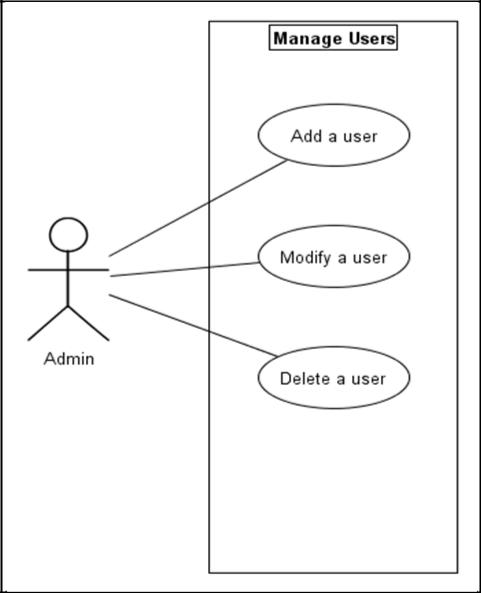 Manage Users
Add a user
Modify a user
Delete a user
Admin